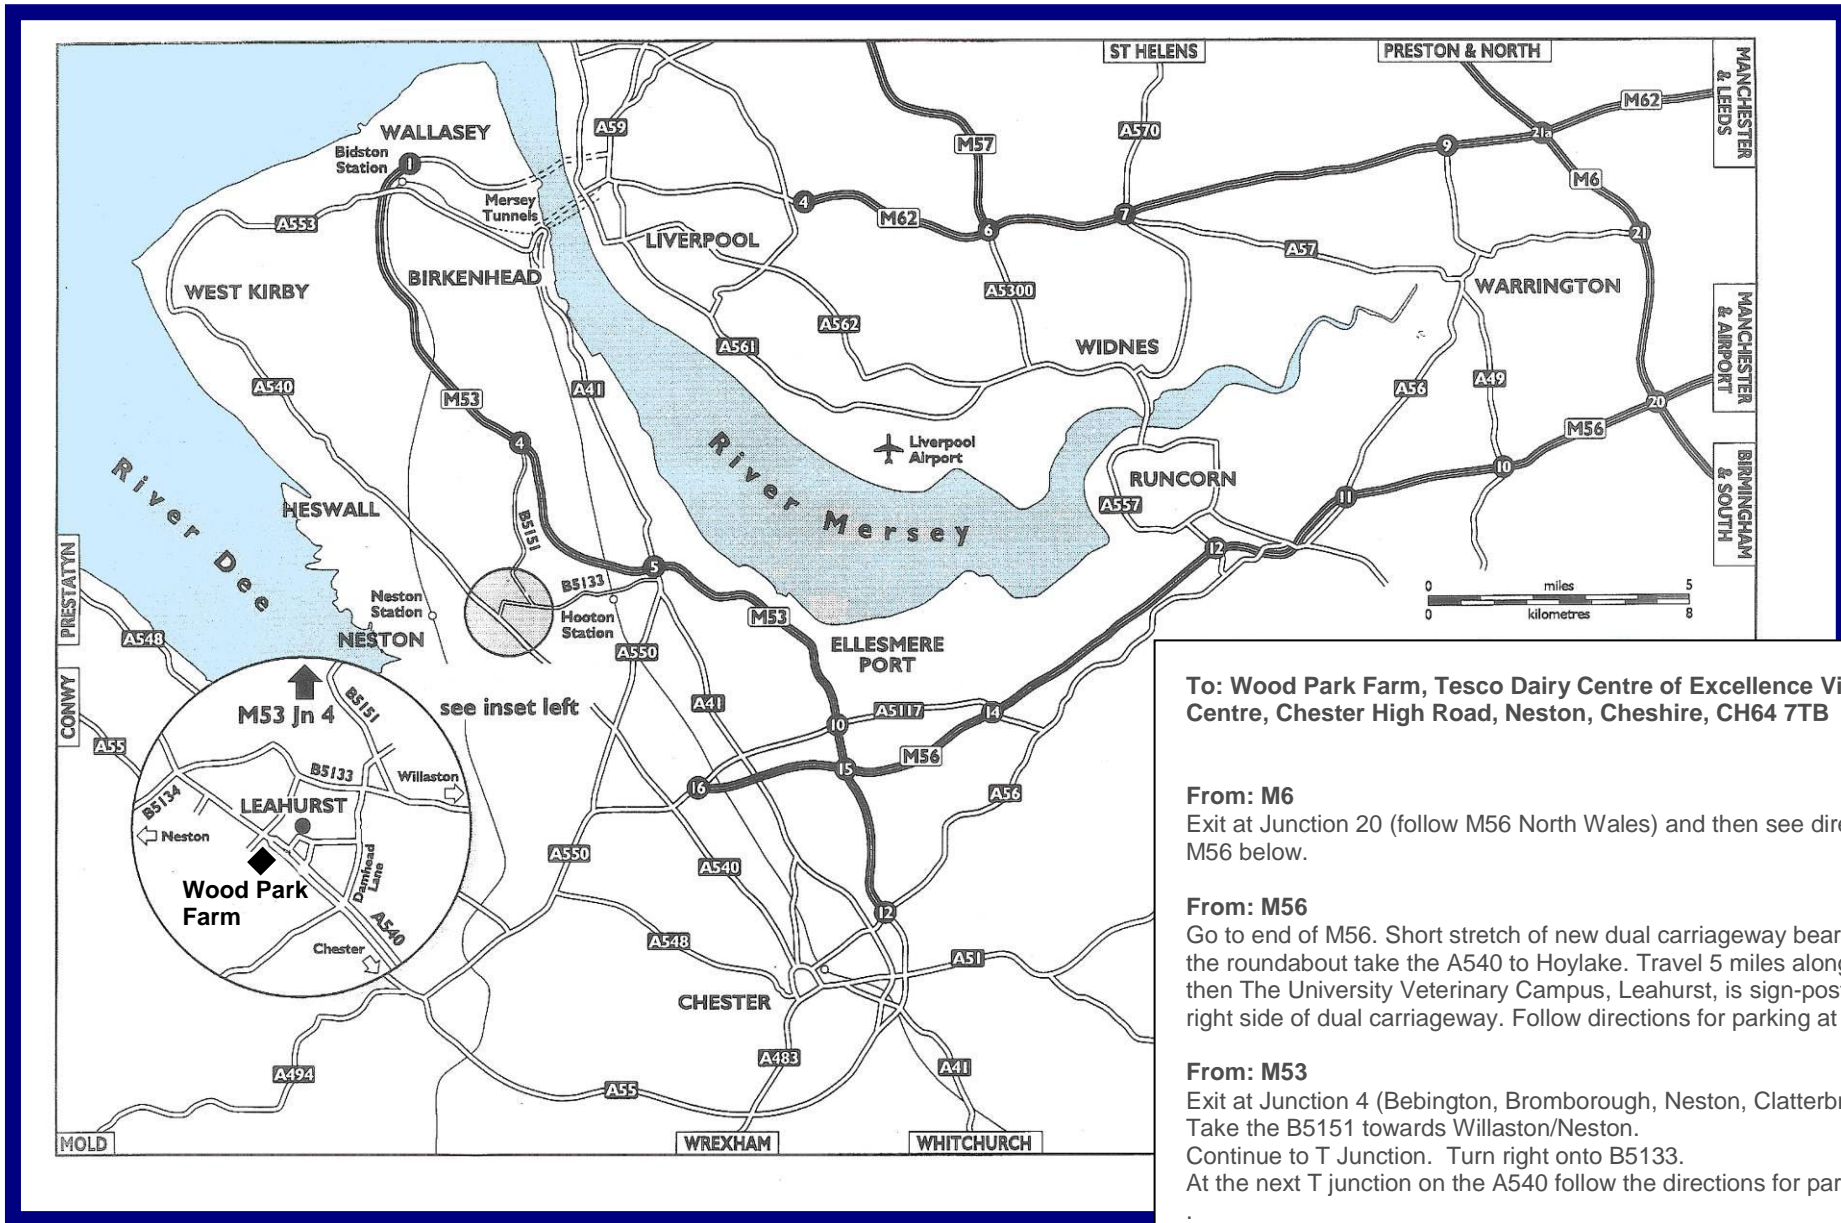 ST HELENS
PRESTON & NORTH
MANCHESTER
& LEEDS
M62
A59
WALLASEY
M57
A570
21a
9
Bidston
Station
1
M6
Mersey
Tunnels
4
M62
7
A553
6
21
LIVERPOOL
A57
BIRKENHEAD
WEST KIRBY
A5300
WARRINGTON
MANCHESTER
& AIRPORT
A562
A561
WIDNES
A540
M53
A41
A56
A49
20
4
M56
Liverpool
Airport
River Mersey
10
BIRMINGHAM
& SOUTH
River Dee
RUNCORN
HESWALL
A557
11
B5151
12
5
PRESTATYN
B5133
0
miles
5
0
kilometres
8
Neston
Station
Hooton
Station
M53
A548
NESTON
A550
ELLESMERE
PORT
CONWY
M53 Jn 4
B5151
see inset left
A41
A5117
14
10
A55
M56
15
B5133
Willaston
16
B5134
LEAHURST
A56
Neston
A550
A540
Damhead
Lane
Wood Park
Farm
A540
12
Chester
A548
A51
CHESTER
A483
A494
A55
A41
MOLD
WREXHAM
WHITCHURCH
To: Wood Park Farm, Tesco Dairy Centre of Excellence Vi
Centre, Chester High Road, Neston, Cheshire, CH64 7TB
From: M6
Exit at Junction 20 (follow M56 North Wales) and then see dire
M56 below.
From: M56
Go to end of M56. Short stretch of new dual carriageway bear
the roundabout take the A540 to Hoylake. Travel 5 miles along
then The University Veterinary Campus, Leahurst, is sign-post
right side of dual carriageway. Follow directions for parking at
From: M53
Exit at Junction 4 (Bebington, Bromborough, Neston, Clatterbr
Take the B5151 towards Willaston/Neston.
Continue to T Junction. Turn right onto B5133.
At the next T junction on the A540 follow the directions for par
.